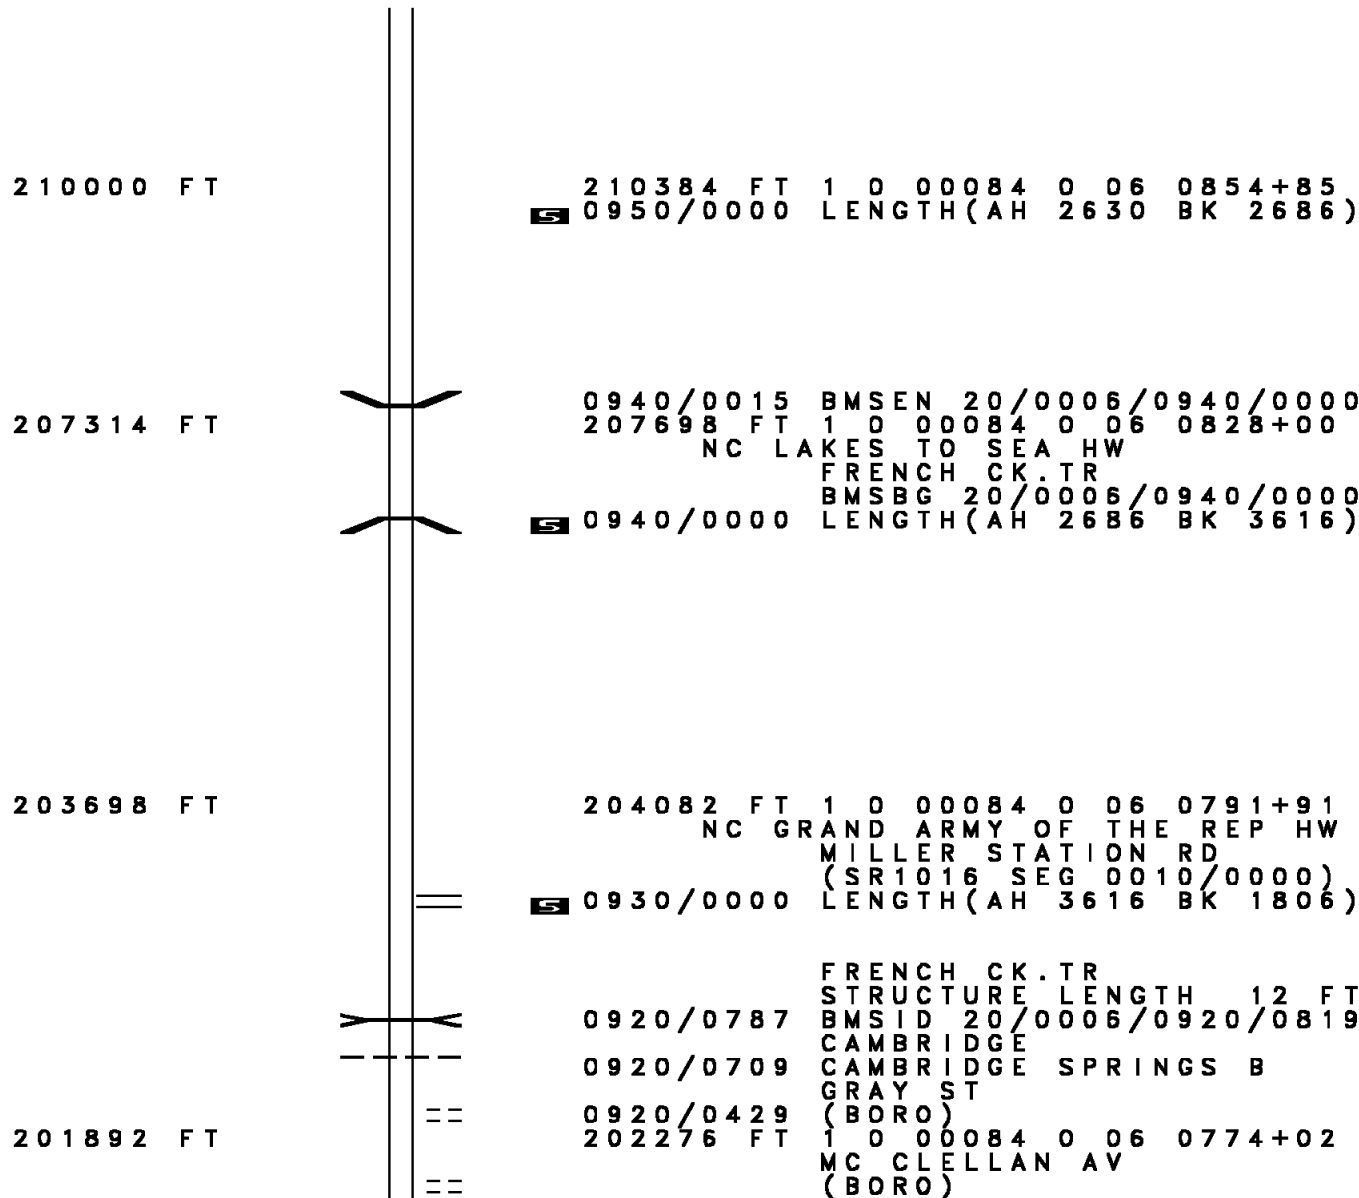 210000 FT 210384 FT 1 0 00084 0 06 0854+85
S 0950/0000 LENGTH(AH 2630 BK 2686)
0940/0015 BMSEN 20/0006/0940/0000
207314 FT 207698 FT 1 0 00084 0 06 0828+00
NC LAKES TO SEA HW
FRENCH CK.TR
BMSBG 20/0006/0940/0000
S 0940/0000 LENGTH(AH 2686 BK 3616)
203698 FT 204082 FT 1 0 00084 0 06 0791+91
NC GRAND ARMY OF THE REP HW
MILLER STATION RD
(SR1016 SEG 0010/0000)
S 0930/0000 LENGTH(AH 3616 BK 1806)
FRENCH CK.TR
STRUCTURE LENGTH 12 FT
0920/0787 BMSID 20/0006/0920/0819
CAMBRIDGE
0920/0709 CAMBRIDGE SPRINGS B
GRAY ST
0920/0429 (BORO)
201892 FT 202276 FT 1 0 00084 0 06 0774+02
MC CLELLAN AV
(BORO)